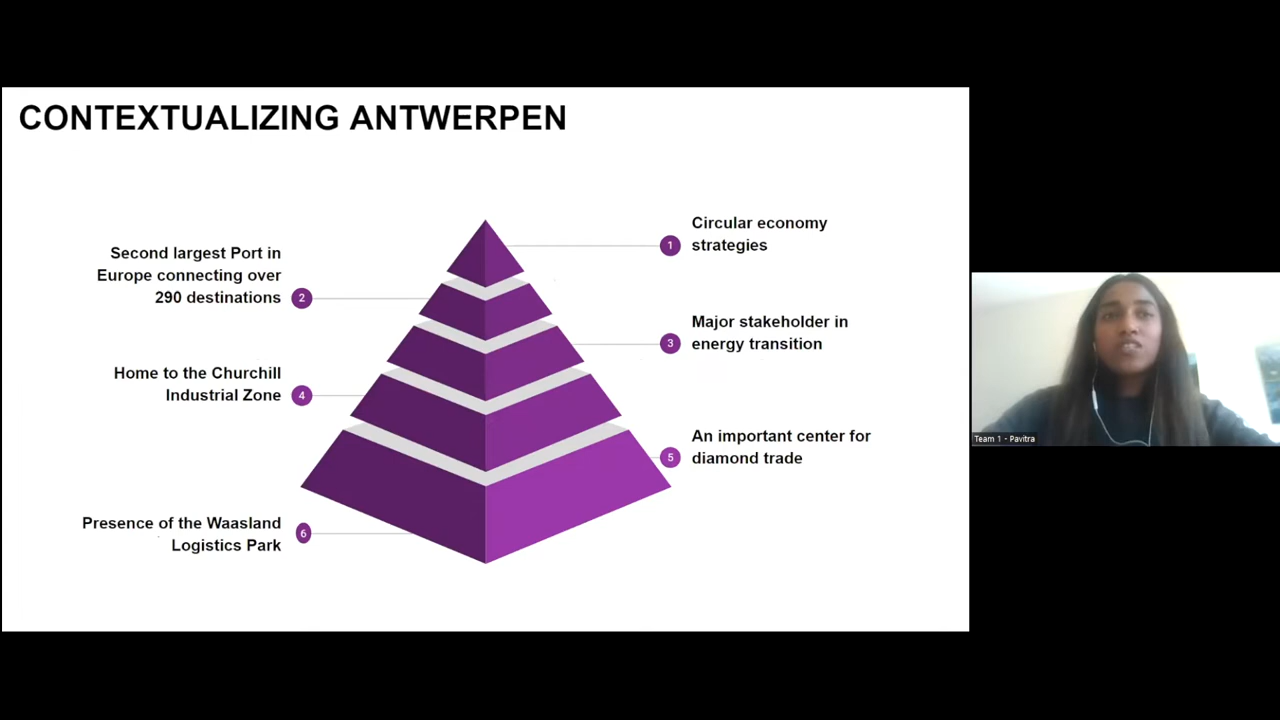 CONTEXTUALIZING ANTWERPEN
Circular economy
strategies
1
Second largest Port in
Europe connecting over
290 destinations
2
Major stakeholder in
energy transition
3
Home to the Churchill
Industrial Zone
4
An important center for
diamond trade
5
Presence of the Waasland
Logistics Park
6
Team 1 - Pavitra